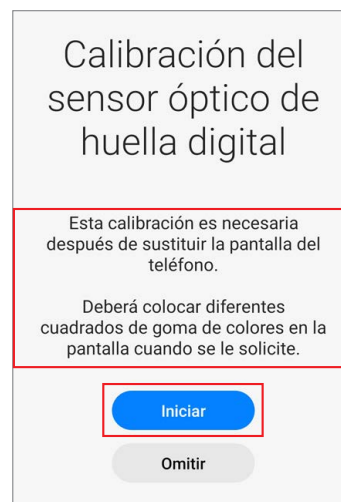 Calibración del
sensor óptico de
huella digital
Esta calibración es necesaria
después de sustituir la pantalla del
teléfono.
Deberá colocar diferentes
cuadrados de goma de colores en la
pantalla cuando se le solicite.
Iniciar
Omitir